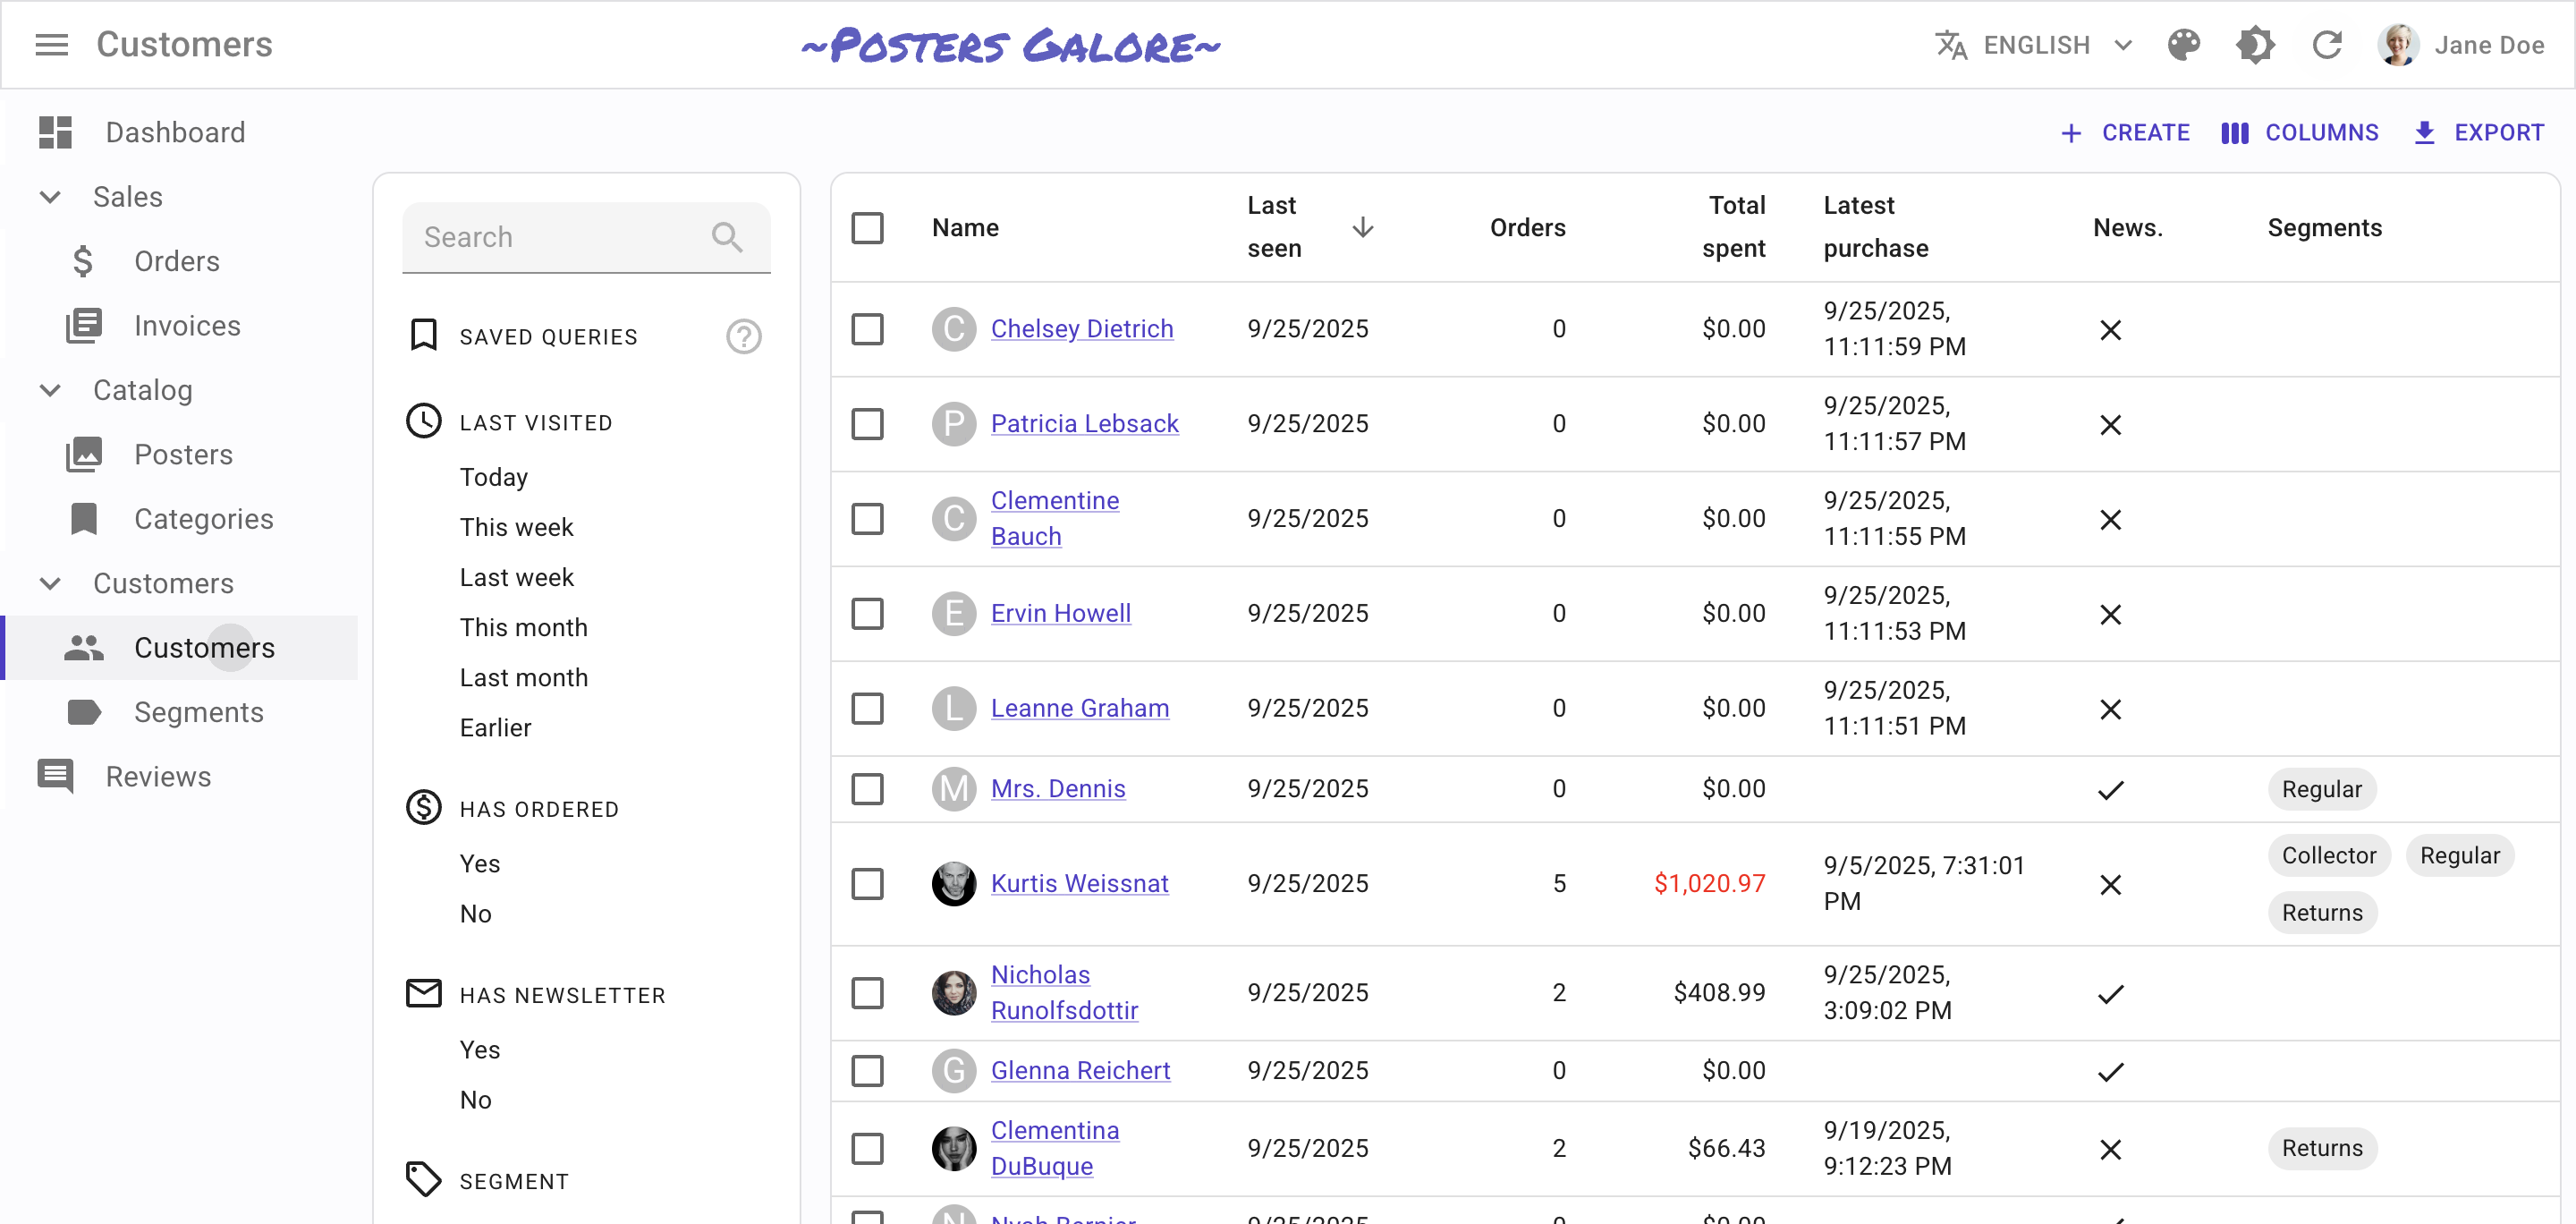 Customers
~Posters Galore~
ENGLISH
Jane Doe
Dashboard
Sales
Orders
Invoices
Catalog
Posters
Categories
Customers
Customers
Segments
Reviews
CREATE
COLUMNS
EXPORT
Search
SAVED QUERIES
LAST VISITED
Today
This week
Last week
This month
Last month
Earlier
HAS ORDERED
Yes
No
HAS NEWSLETTER
Yes
No
SEGMENT
Name
Last seen
Orders
Total spent
Latest purchase
News.
Segments
C Chelsey Dietrich 9/25/2025 0 $0.00 9/25/2025, 11:11:59 PM
P Patricia Lebsack 9/25/2025 0 $0.00 9/25/2025, 11:11:57 PM
C Clementine Bauch 9/25/2025 0 $0.00 9/25/2025, 11:11:55 PM
E Ervin Howell 9/25/2025 0 $0.00 9/25/2025, 11:11:53 PM
L Leanne Graham 9/25/2025 0 $0.00 9/25/2025, 11:11:51 PM
M Mrs. Dennis 9/25/2025 0 $0.00 Regular
Kurtis Weissnat 9/25/2025 5 $1,020.97 9/5/2025, 7:31:01 PM Collector Regular Returns
Nicholas Runolfsdottir 9/25/2025 2 $408.99 9/25/2025, 3:09:02 PM
G Glenna Reichert 9/25/2025 0 $0.00
Clementina DuBuque 9/25/2025 2 $66.43 9/19/2025, 9:12:23 PM Returns